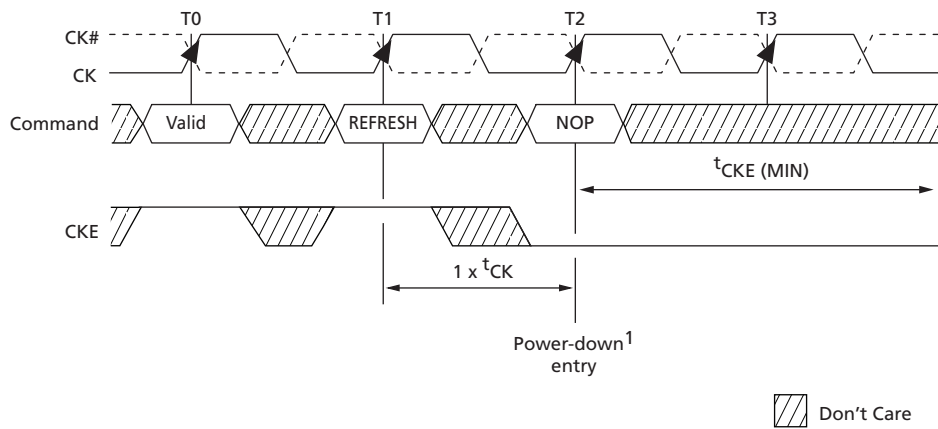 T0 T1 T2 T3
CK#
CK
Command Valid REFRESH NOP
tCKE (MIN)
CKE
1 x tCK
Power-down1
entry
Don't Care